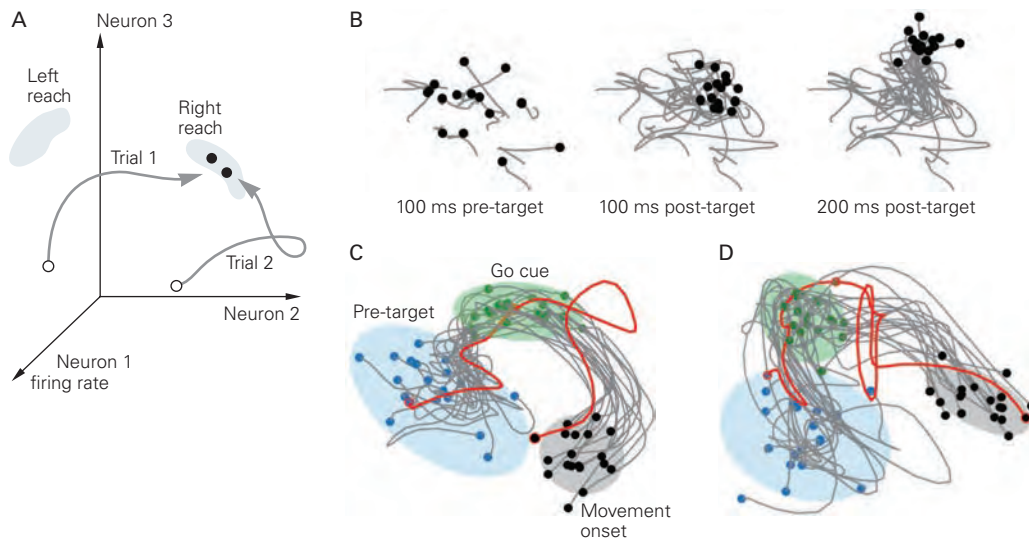 A
Neuron 3
Left
reach
Right
reach
Trial 1
Trial 2
Neuron 2
Neuron 1
firing rate
B
100 ms pre-target
100 ms post-target
200 ms post-target
C
Go cue
Pre-target
Movement
onset
D